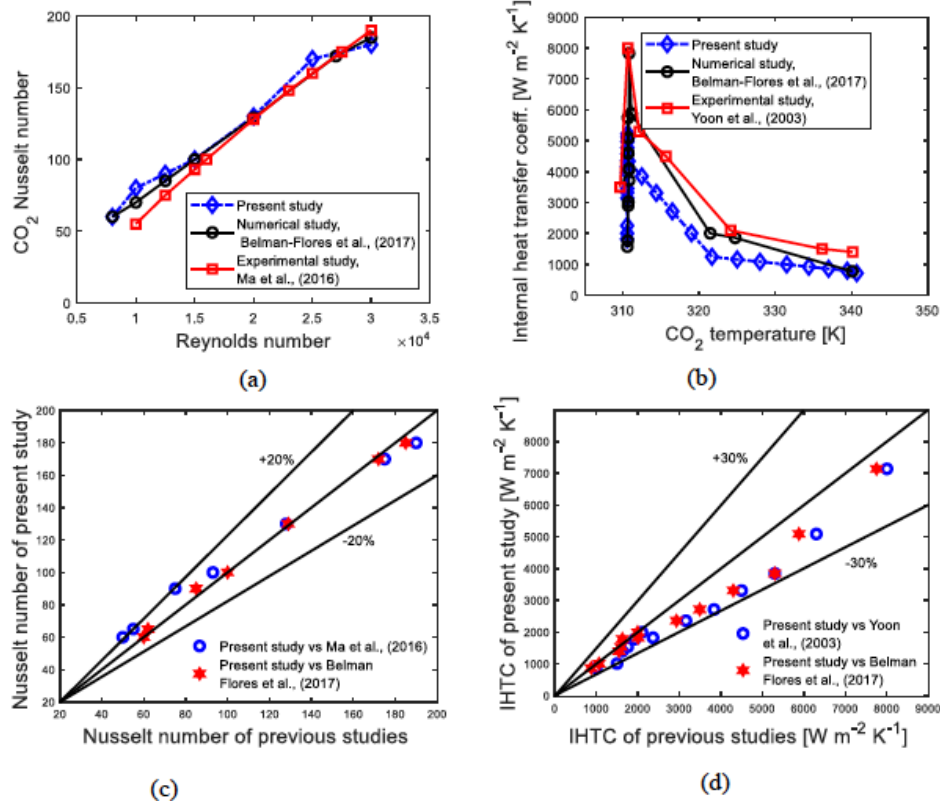 (a)
200
150
100
50
0
CO2 Nusselt number
Present study
Numerical study,
Belman-Flores et al., (2017)
Experimental study,
Ma et al., (2016)
0.5 1 1.5 2 2.5 3 3.5
Reynolds number ×10^4
(a)
(b)
9000
8000
7000
6000
5000
4000
3000
2000
1000
0
Internal heat transfer coeff. [W m^-2 K^-1]
Present study
Numerical study,
Belman-Flores et al., (2017)
Experimental study,
Yoon et al., (2003)
310 320 330 340 350
CO2 temperature [K]
(b)
200
180
160
140
120
100
80
60
40
20
Nusselt number of present study
+20%
-20%
Present study vs Ma et al., (2016)
Present study vs Belman
Flores et al., (2017)
20 40 60 80 100 120 140 160 180 200
Nusselt number of previous studies
(c)
8000
7000
6000
5000
4000
3000
2000
1000
0
IHTC of present study [W m^-2 K^-1]
+30%
-30%
Present study vs Yoon
et al., (2003)
Present study vs Belman
Flores et al., (2017)
0 1000 2000 3000 4000 5000 6000 7000 8000 9000
IHTC of previous studies [W m^-2 K^-1]
(d)